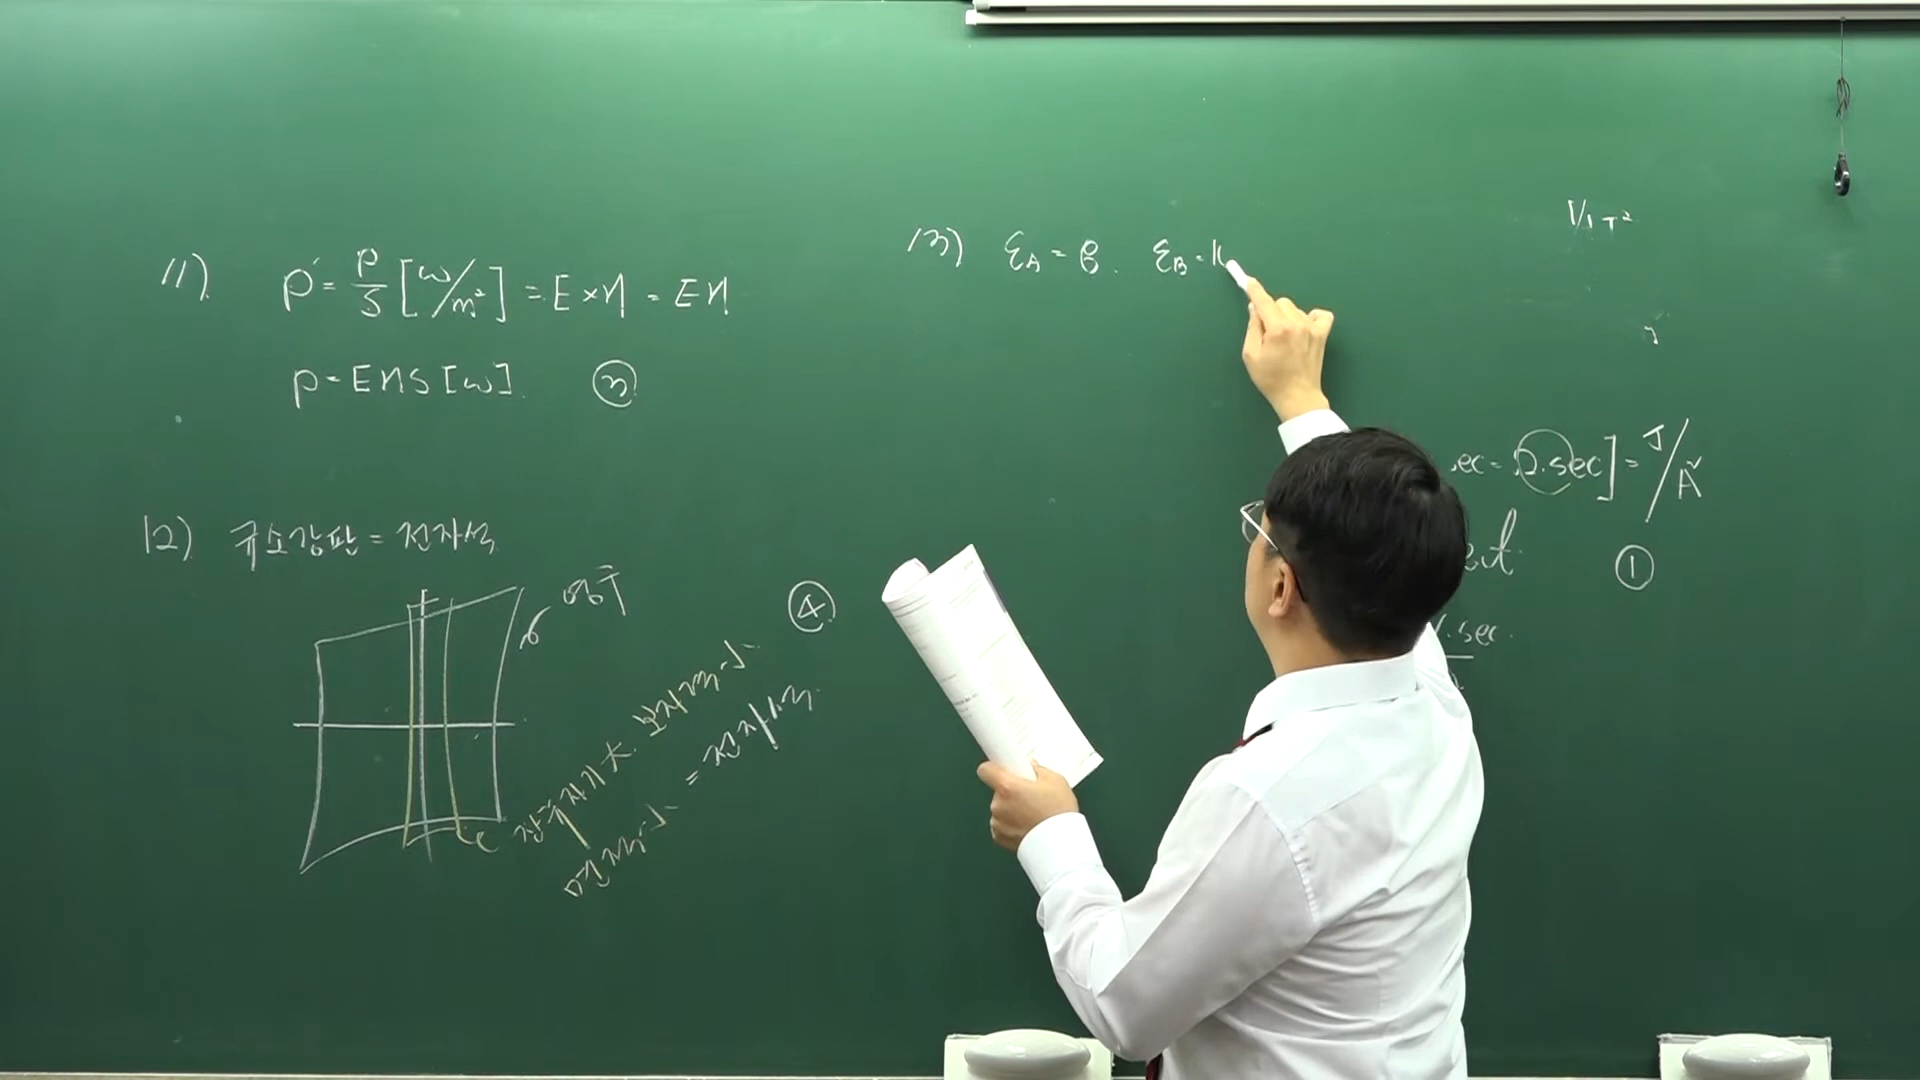 11) P' = P/S [W/m²] = E × H = EH
P = EHS [W] ③
12) 규소강판 = 전자석
영구
④
잔류자기 大. 보자력 小
면적 小 = 전자석
13) ε_A = 8. ε_B = 1
sec = Ω.sec] = J/A²
①
.sec.